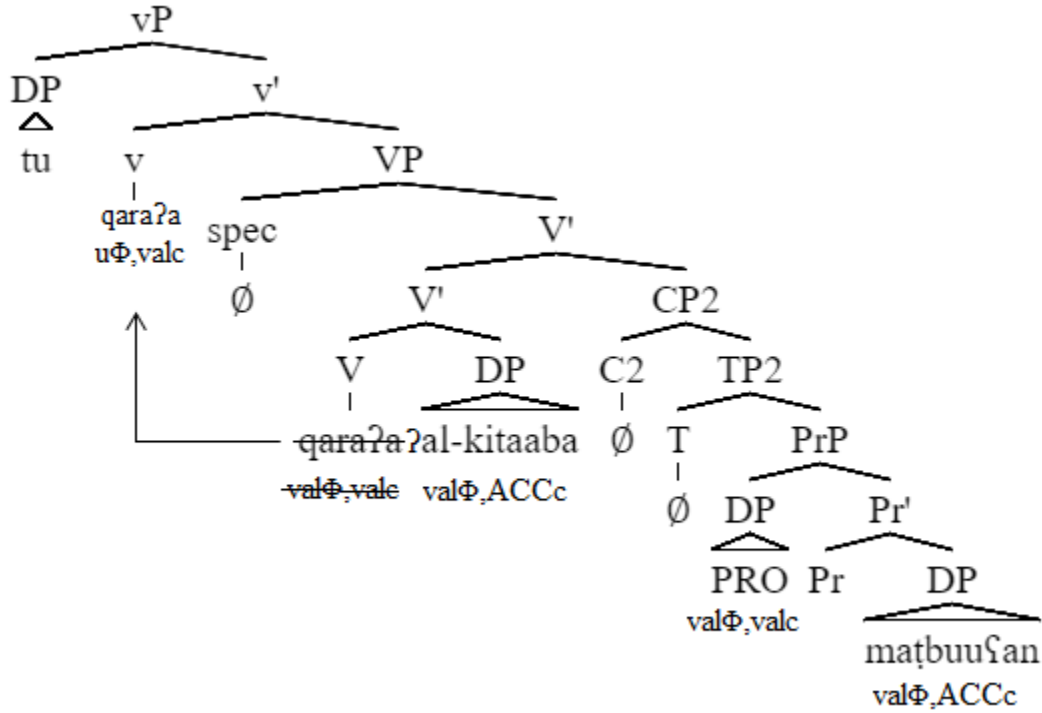 vP
DP v'
tu v VP
qaraʔa spec V'
uΦ,valc
Ø V' CP2
V DP C2 TP2
qaraʔa ʔal-kitaaba Ø T PrP
valΦ,valc valΦ,ACCc Ø DP Pr'
PRO Pr DP
valΦ,valc
maṭbuuʕan
valΦ,ACCc